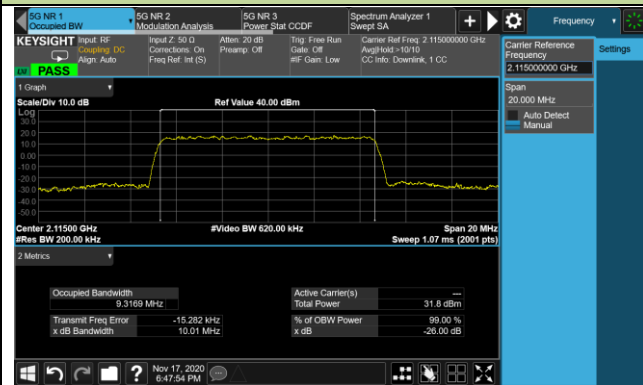 5G NR 1
Occupied BW
5G NR 2
Modulation Analysis
5G NR 3
Power Stat CCDF
Spectrum Analyzer 1
Swept SA
Frequency
KEYSIGHT
Input: RF
Coupling: DC
Align: Auto
Input Z: 50 Ω
Corrections: On
Freq Ref: Int (S)
Atten: 20 dB
Preamp: Off
Trig: Free Run
Gate: Off
#IF Gain: Low
Carrier Ref Freq: 2.115000000 GHz
Avg|Hold:>10/10
CC Info: Downlink, 1 CC
PASS
Carrier Reference
Frequency
2.115000000 GHz
Settings
Span
20.000 MHz
Auto Detect
Manual
1 Graph
Scale/Div 10.0 dB
Ref Value 40.00 dBm
Log
30.0
20.0
10.0
0.00
-10.0
-20.0
-30.0
-40.0
-50.0
Center 2.11500 GHz
#Res BW 200.00 kHz
#Video BW 620.00 kHz
Span 20 MHz
Sweep 1.07 ms (2001 pts)
2 Metrics
Occupied Bandwidth
9.3169 MHz
Transmit Freq Error
-15.282 kHz
x dB Bandwidth
10.01 MHz
Active Carrier(s)
---
Total Power
31.8 dBm
% of OBW Power
99.00 %
x dB
-26.00 dB
Nov 17, 2020
6:47:54 PM